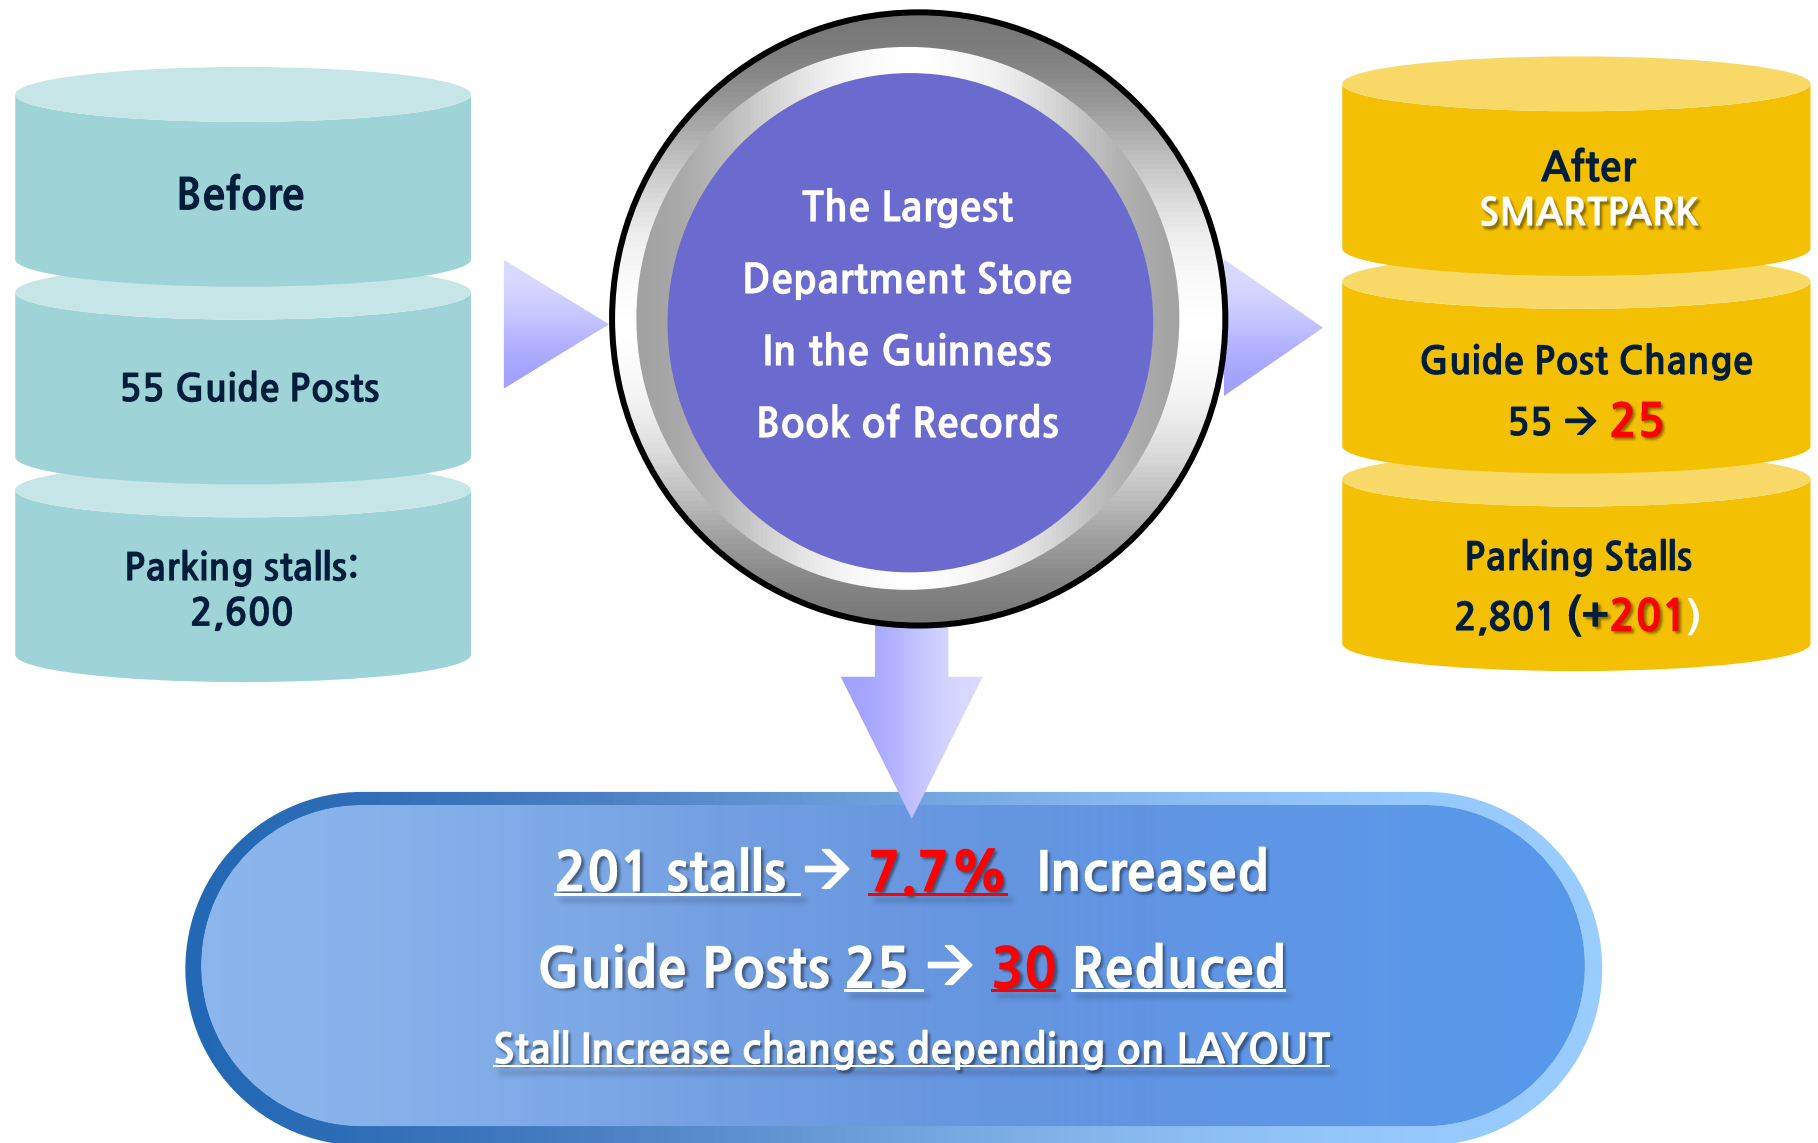 Before
55 Guide Posts
Parking stalls:
2,600
The Largest
Department Store
In the Guinness
Book of Records
After
SMARTPARK
Guide Post Change
55 → 25
Parking Stalls
2,801 (+201)
201 stalls → 7.7% Increased
Guide Posts 25 → 30 Reduced
Stall Increase changes depending on LAYOUT